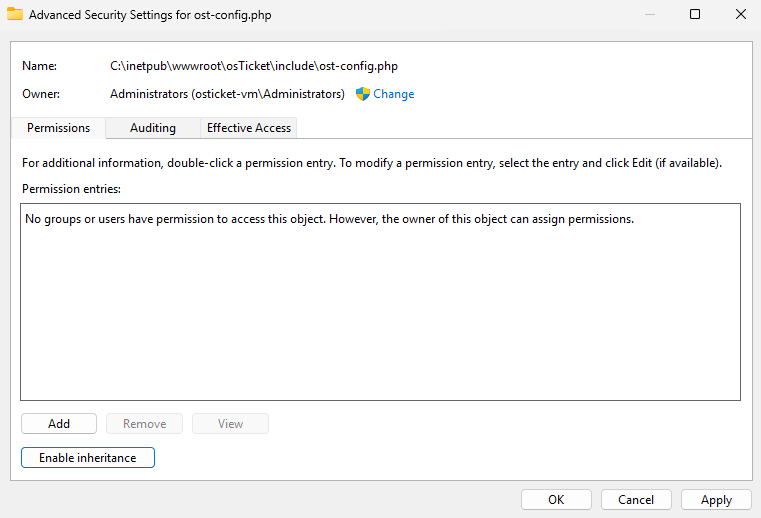 Advanced Security Settings for ost-config.php
Name: C:\inetpub\wwwroot\osTicket\include\ost-config.php
Owner: Administrators (osticket-vm\Administrators) Change
Permissions Auditing Effective Access
For additional information, double-click a permission entry. To modify a permission entry, select the entry and click Edit (if available).
Permission entries:
No groups or users have permission to access this object. However, the owner of this object can assign permissions.
Add Remove View
Enable inheritance
OK Cancel Apply